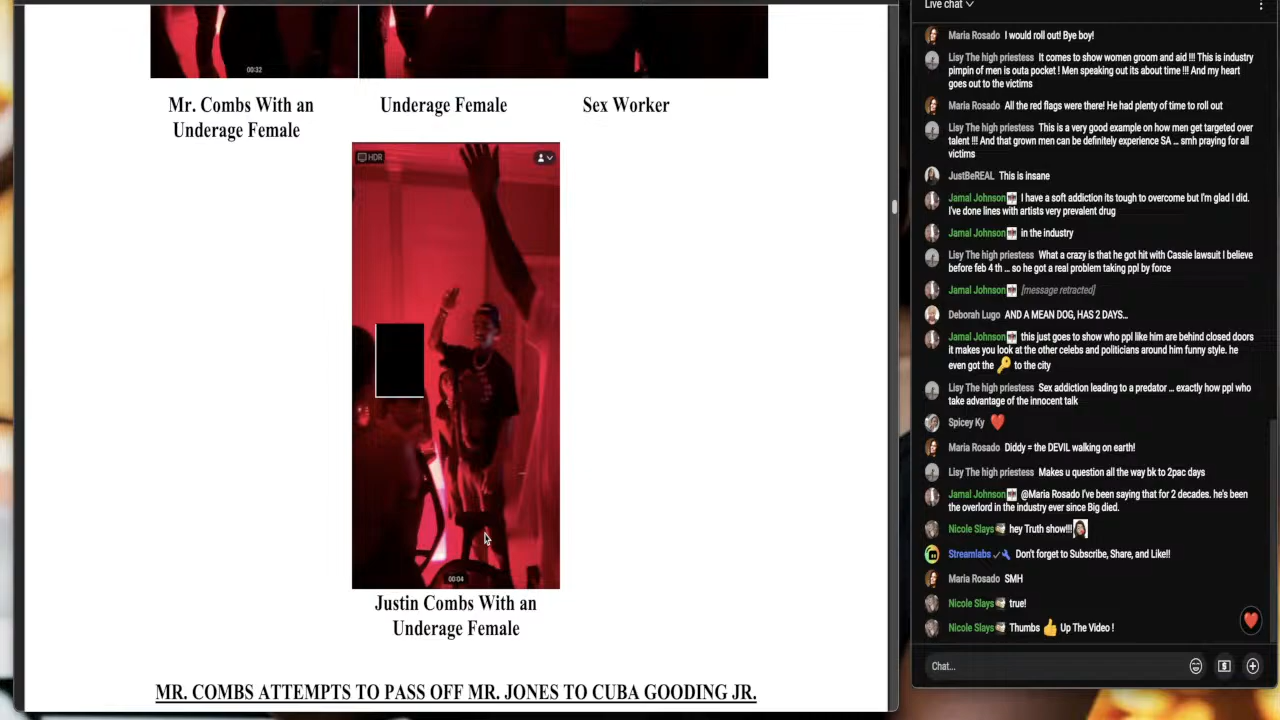 00:32
Mr. Combs With an
Underage Female
Underage Female
Sex Worker
HDR
00:04
Justin Combs With an
Underage Female
MR. COMBS ATTEMPTS TO PASS OFF MR. JONES TO CUBA GOODING JR.
Live chat
Maria Rosado I would roll out! Bye boy!
Lisy The high priestess It comes to show women groom and aid !!! This is industry
pimpin of men is outa pocket ! Men speaking out its about time !!! And my heart
goes out to the victims
Maria Rosado All the red flags were there! He had plenty of time to roll out
Lisy The high priestess This is a very good example on how men get targeted over
talent !!! And that grown men can be definitely experience SA ... smh praying for all
victims
JustBeREAL This is insane
Jamal Johnson I have a soft addiction its tough to overcome but I'm glad I did.
I've done lines with artists very prevalent drug
Jamal Johnson in the industry
Lisy The high priestess What a crazy is that he got hit with Cassie lawsuit I believe
before feb 4 th ... so he got a real problem taking ppl by force
Jamal Johnson [message retracted]
Deborah Lugo AND A MEAN DOG, HAS 2 DAYS...
Jamal Johnson this just goes to show who ppl like him are behind closed doors
it makes you look at the other celebs and politicians around him funny style. he
even got the 🔑 to the city
Lisy The high priestess Sex addiction leading to a predator ... exactly how ppl who
take advantage of the innocent talk
Spicey Ky ❤️
Maria Rosado Diddy = the DEVIL walking on earth!
Lisy The high priestess Makes u question all the way bk to 2pac days
Jamal Johnson @Maria Rosado I've been saying that for 2 decades. he's been
the overlord in the industry ever since Big died.
Nicole Slays hey Truth show!!!
Streamlabs Don't forget to Subscribe, Share, and Like!!
Maria Rosado SMH
Nicole Slays true!
Nicole Slays Thumbs 👍 Up The Video !
Chat...